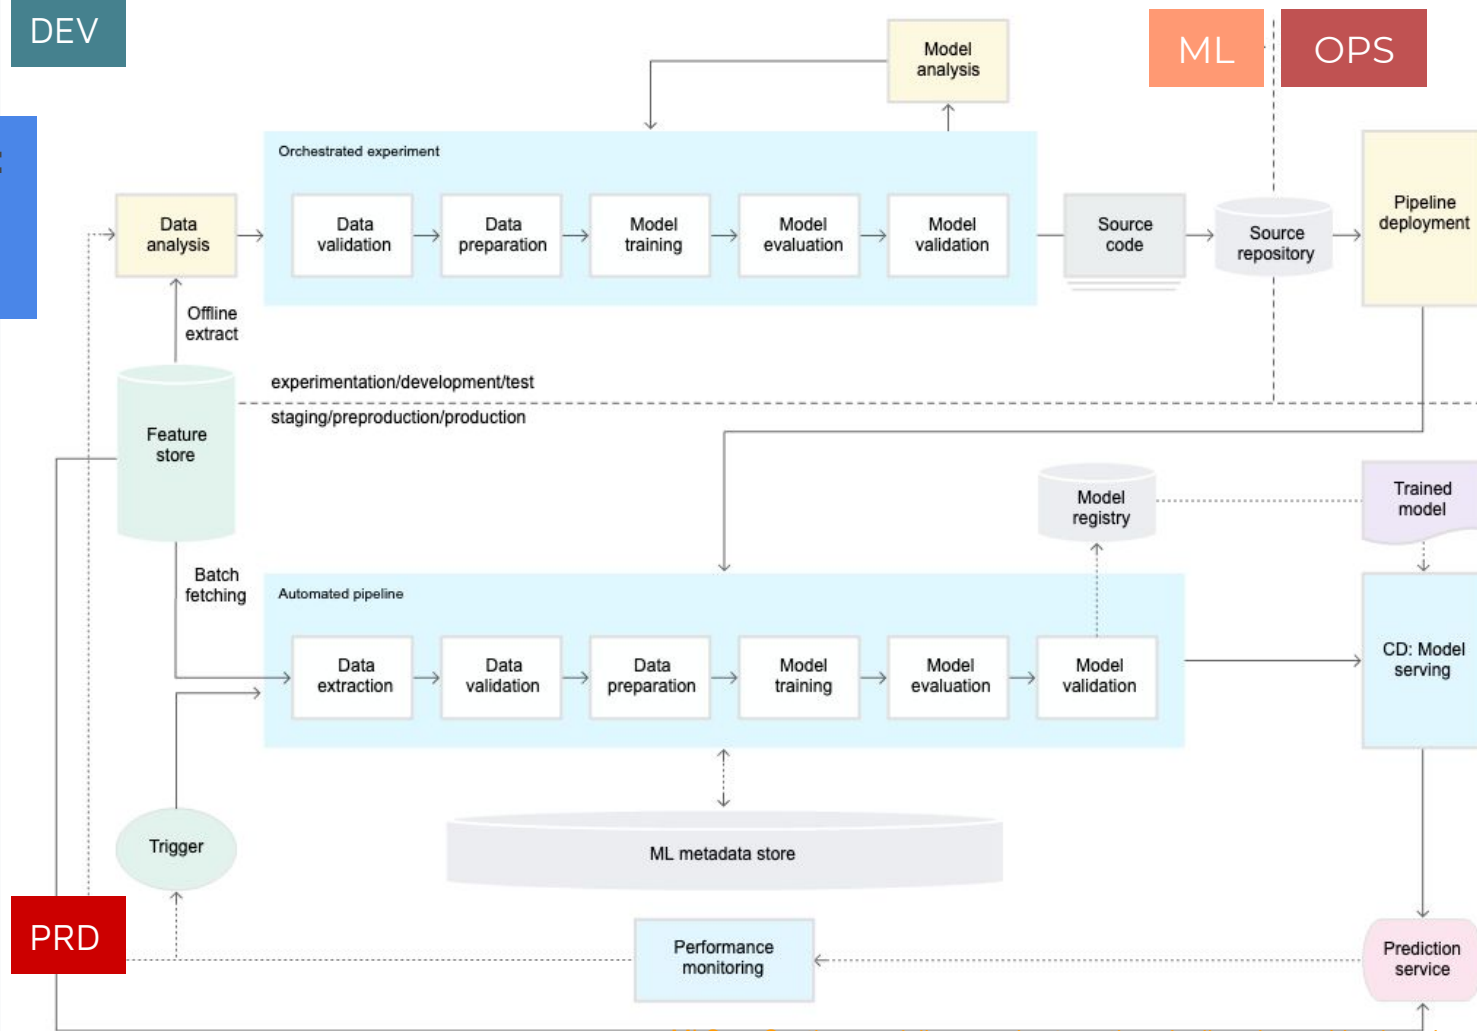 DEV
ML
OPS
Model
analysis
Orchestrated experiment
Data
analysis
Data
validation
Data
preparation
Model
training
Model
evaluation
Model
validation
Source
code
Source
repository
Pipeline
deployment
Offline
extract
experimentation/development/test
staging/preproduction/production
Feature
store
Model
registry
Trained
model
Batch
fetching
Automated pipeline
Data
extraction
Data
validation
Data
preparation
Model
training
Model
evaluation
Model
validation
CD: Model
serving
Trigger
ML metadata store
PRD
Performance
monitoring
Prediction
service